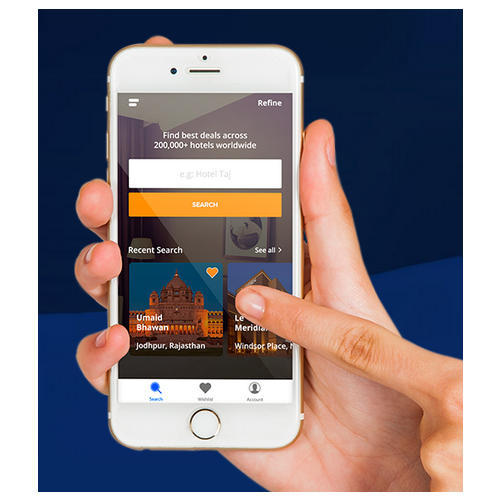 Refine
Find best deals across
200,000+ hotels worldwide
e.g: Hotel Taj
SEARCH
Recent Search
See all >
Umaid
Bhawan
Jodhpur, Rajasthan
Le
Meridian
Windsor Place, N
Search
Wishlist
Account